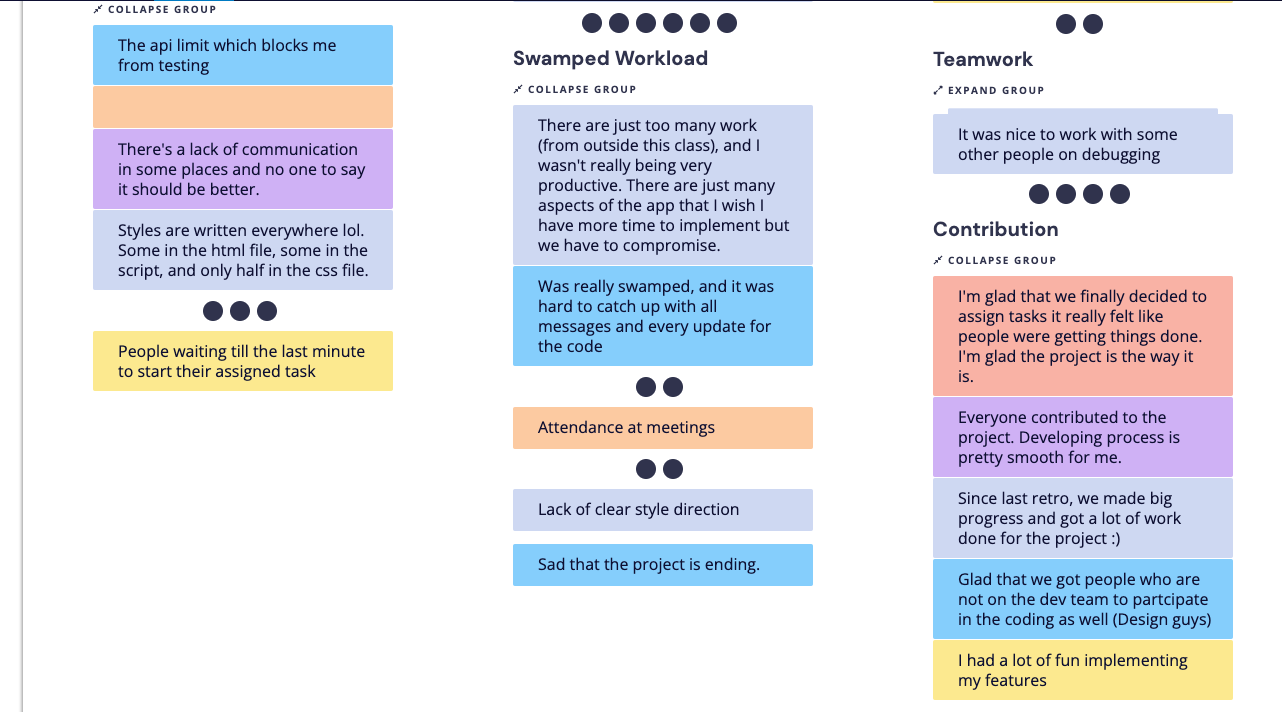 COLLAPSE GROUP
The api limit which blocks me
from testing
There's a lack of communication
in some places and no one to say
it should be better.
Styles are written everywhere lol.
Some in the html file, some in the
script, and only half in the css file.
People waiting till the last minute
to start their assigned task
Swamped Workload
COLLAPSE GROUP
There are just too many work
(from outside this class), and I
wasn't really being very
productive. There are just many
aspects of the app that I wish I
have more time to implement but
we have to compromise.
Was really swamped, and it was
hard to catch up with all
messages and every update for
the code
Attendance at meetings
Lack of clear style direction
Sad that the project is ending.
Teamwork
EXPAND GROUP
It was nice to work with some
other people on debugging
Contribution
COLLAPSE GROUP
I'm glad that we finally decided to
assign tasks it really felt like
people were getting things done.
I'm glad the project is the way it
is.
Everyone contributed to the
project. Developing process is
pretty smooth for me.
Since last retro, we made big
progress and got a lot of work
done for the project :)
Glad that we got people who are
not on the dev team to partcipate
in the coding as well (Design guys)
I had a lot of fun implementing
my features